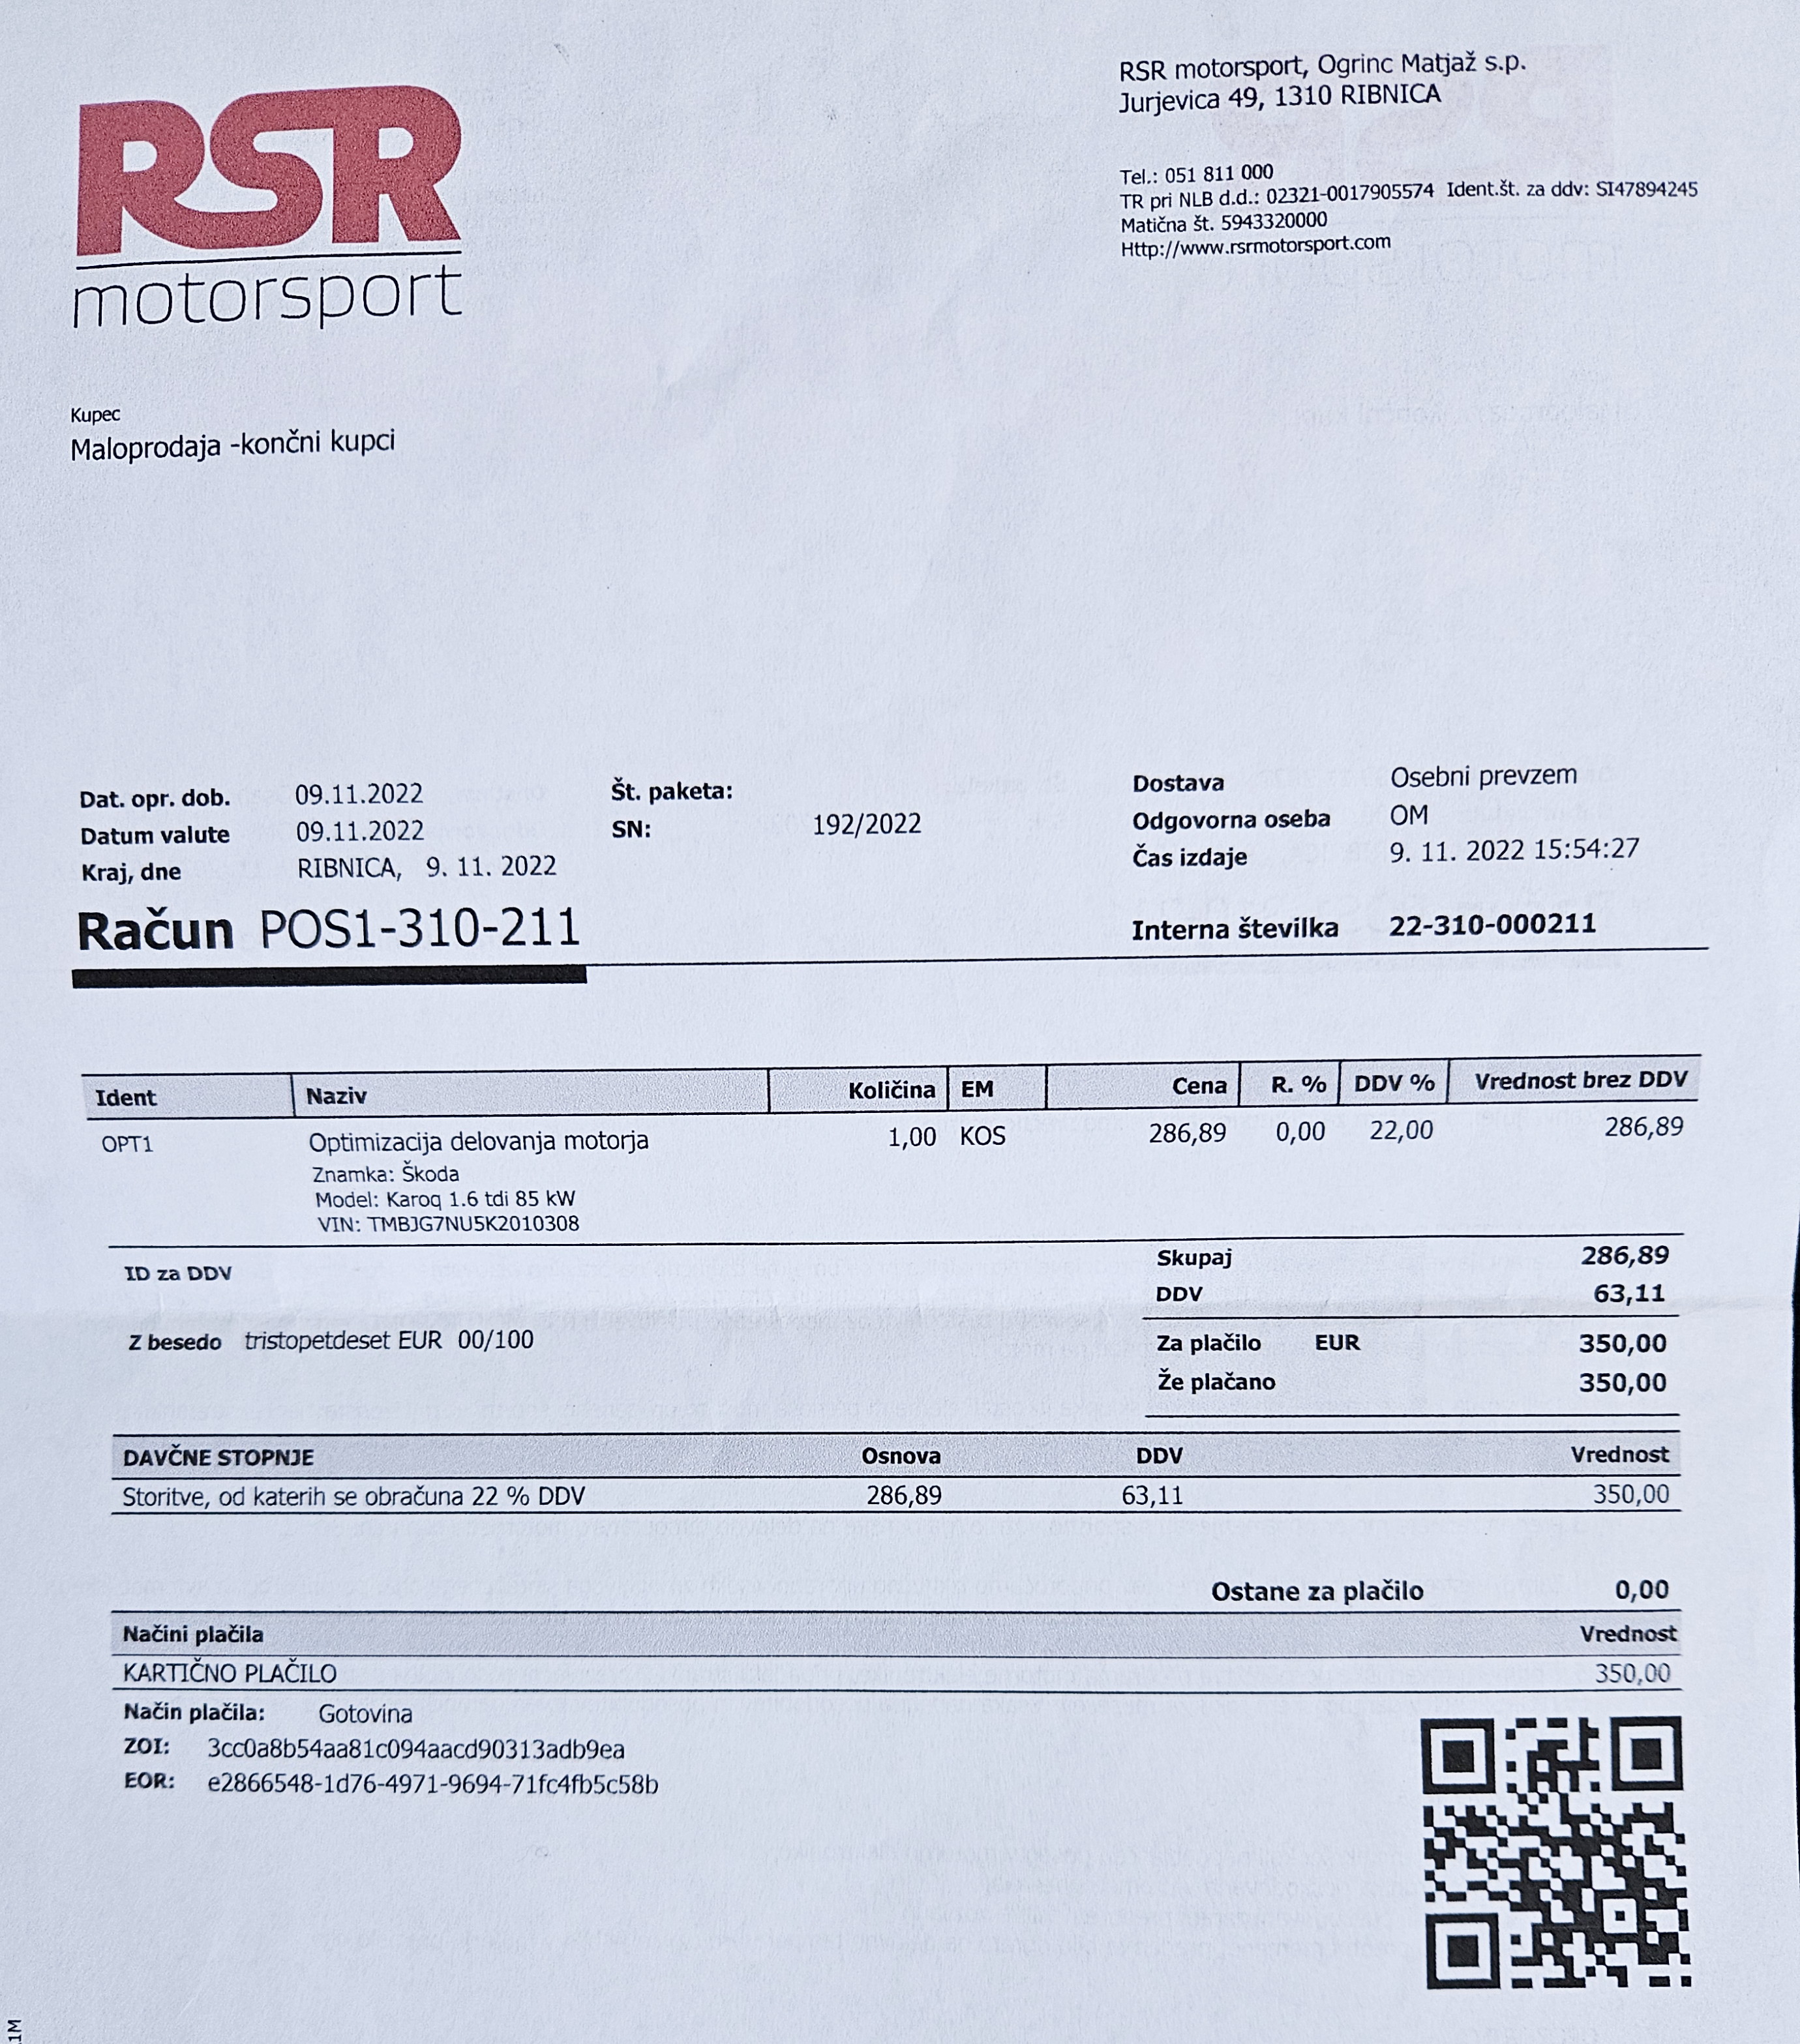 RSR
motorsport
RSR motorsport, Ogrinc Matjaž s.p.
Jurjevica 49, 1310 RIBNICA
Tel.: 051 811 000
TR pri NLB d.d.: 02321-0017905574 Ident.št. za ddv: SI47894245
Matična št. 5943320000
Http://www.rsrmotorsport.com
Kupec
Maloprodaja -končni kupci
Dat. opr. dob. 09.11.2022 Št. paketa: Dostava Osebni prevzem
Datum valute 09.11.2022 SN: 192/2022 Odgovorna oseba OM
Kraj, dne RIBNICA, 9. 11. 2022 Čas izdaje 9. 11. 2022 15:54:27
Račun POS1-310-211 Interna številka 22-310-000211
Ident Naziv Količina EM Cena R. % DDV % Vrednost brez DDV
OPT1 Optimizacija delovanja motorja 1,00 KOS 286,89 0,00 22,00 286,89
Znamka: Škoda
Model: Karoq 1.6 tdi 85 kW
VIN: TMBJG7NU5K2010308
ID za DDV Skupaj 286,89
DDV 63,11
Z besedo tristopetdeset EUR 00/100 Za plačilo EUR 350,00
Že plačano 350,00
DAVČNE STOPNJE Osnova DDV Vrednost
Storitve, od katerih se obračuna 22 % DDV 286,89 63,11 350,00
Ostane za plačilo 0,00
Načini plačila Vrednost
KARTIČNO PLAČILO 350,00
Način plačila: Gotovina
ZOI: 3cc0a8b54aa81c094aacd90313adb9ea
EOR: e2866548-1d76-4971-9694-71fc4fb5c58b